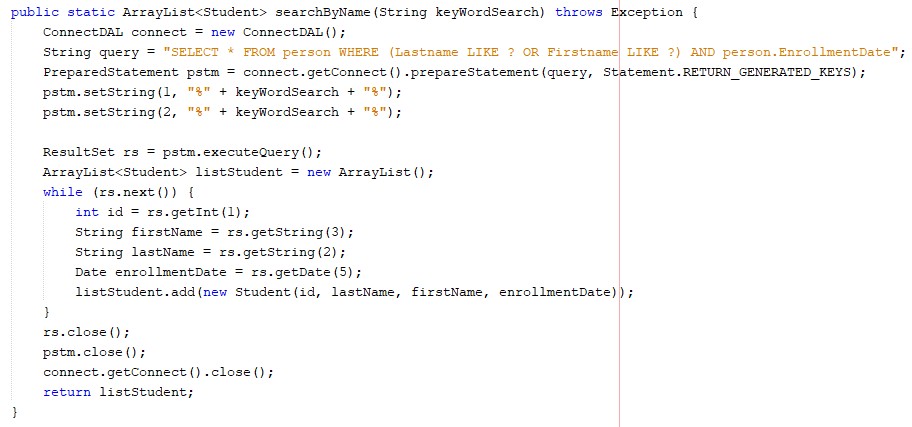 public static ArrayList<Student> searchByName(String keyWordSearch) throws Exception {
    ConnectDAL connect = new ConnectDAL();
    String query = "SELECT * FROM person WHERE (Lastname LIKE ? OR Firstname LIKE ?) AND person.EnrollmentDate";
    PreparedStatement pstm = connect.getConnect().prepareStatement(query, Statement.RETURN_GENERATED_KEYS);
    pstm.setString(1, "%" + keyWordSearch + "%");
    pstm.setString(2, "%" + keyWordSearch + "%");

    ResultSet rs = pstm.executeQuery();
    ArrayList<Student> listStudent = new ArrayList();
    while (rs.next()) {
        int id = rs.getInt(1);
        String firstName = rs.getString(3);
        String lastName = rs.getString(2);
        Date enrollmentDate = rs.getDate(5);
        listStudent.add(new Student(id, lastName, firstName, enrollmentDate));
    }
    rs.close();
    pstm.close();
    connect.getConnect().close();
    return listStudent;
}